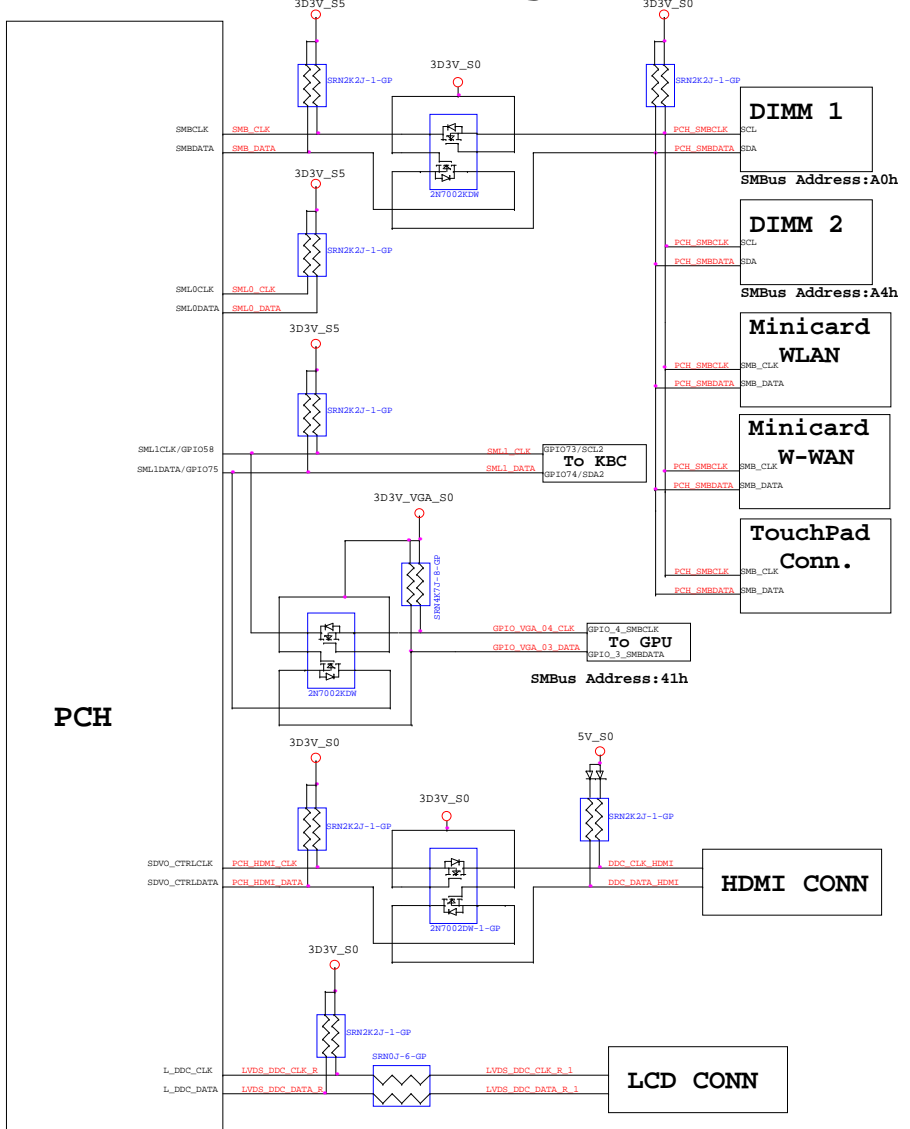 3D3V_S5
3D3V_S0
SRN2K2J-1-GP
3D3V_S0
SRN2K2J-1-GP
DIMM 1
SMBCLK
SMB_CLK
PCH_SMBCLK
SCL
SMBDATA
SMB_DATA
PCH_SMBDATA
SDA
2N7002KDW
SMBus Address:A0h
3D3V_S5
SRN2K2J-1-GP
DIMM 2
PCH_SMBCLK
SCL
PCH_SMBDATA
SDA
SML0CLK
SML0_CLK
SML0DATA
SML0_DATA
SMBus Address:A4h
3D3V_S5
SRN2K2J-1-GP
Minicard
WLAN
PCH_SMBCLK
SMB_CLK
PCH_SMBDATA
SMB_DATA
SML1CLK/GPIO58
SML1_CLK
GPIO73/SCL2
To KBC
SML1DATA/GPIO75
SML1_DATA
GPIO74/SDA2
Minicard
W-WAN
PCH_SMBCLK
SMB_CLK
PCH_SMBDATA
SMB_DATA
3D3V_VGA_S0
SRN4K7J-8-GP
TouchPad
Conn.
PCH_SMBCLK
SMB_CLK
PCH_SMBDATA
SMB_DATA
GPIO_VGA_04_CLK
GPIO_4_SMBCLK
To GPU
GPIO_VGA_03_DATA
GPIO_3_SMBDATA
2N7002KDW
SMBus Address:41h
PCH
3D3V_S0
5V_S0
SRN2K2J-1-GP
3D3V_S0
SRN2K2J-1-GP
SDVO_CTRLCLK
PCH_HDMI_CLK
DDC_CLK_HDMI
SDVO_CTRLDATA
PCH_HDMI_DATA
DDC_DATA_HDMI
HDMI CONN
2N7002DW-1-GP
3D3V_S0
SRN2K2J-1-GP
SRN0J-6-GP
L_DDC_CLK
LVDS_DDC_CLK_R
LVDS_DDC_CLK_R_1
L_DDC_DATA
LVDS_DDC_DATA_R
LVDS_DDC_DATA_R_1
LCD CONN